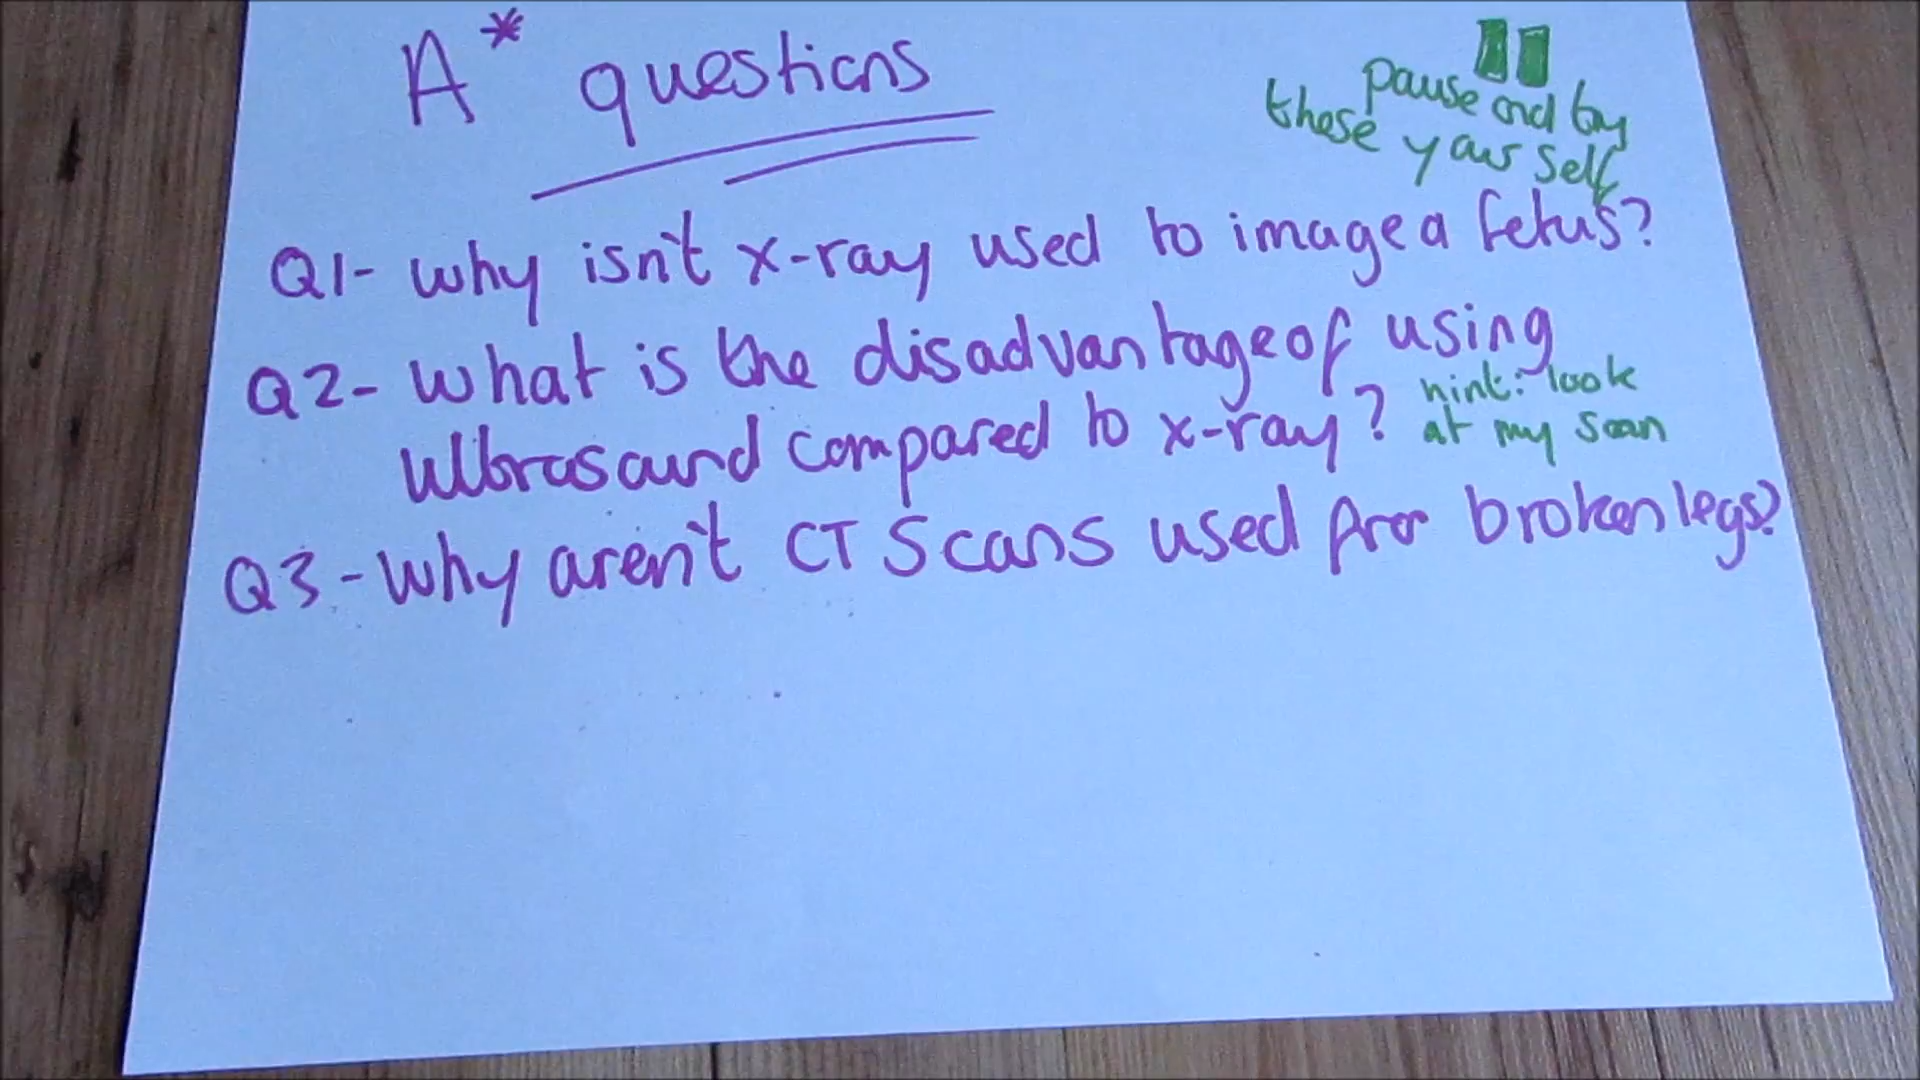 A* questions
pause and try
these yourself
Q1- why isn't x-ray used to image a fetus?
Q2- what is the disadvantage of using
ultrasound compared to x-ray?
hint: look
at my scan
Q3- why aren't CT Scans used for broken legs?